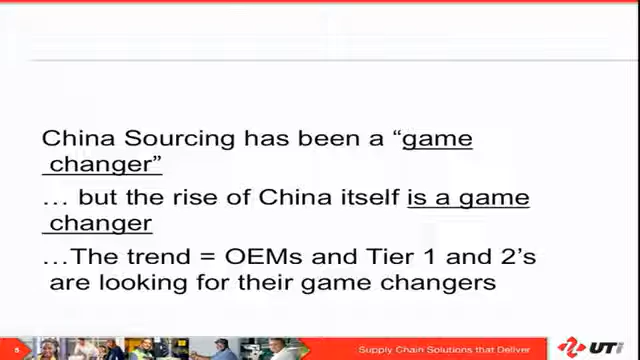 China Sourcing has been a “game
changer”
… but the rise of China itself is a game
changer
…The trend = OEMs and Tier 1 and 2’s
are looking for their game changers
Supply Chain Solutions that Deliver
UTi